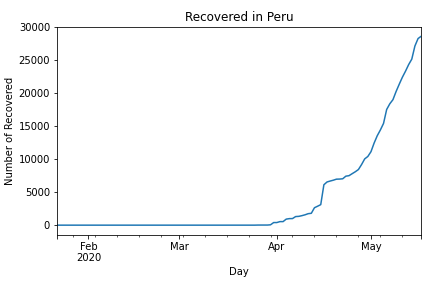 Recovered in Peru
30000
25000
20000
15000
10000
5000
0
Number of Recovered
Feb
2020
Mar
Apr
May
Day